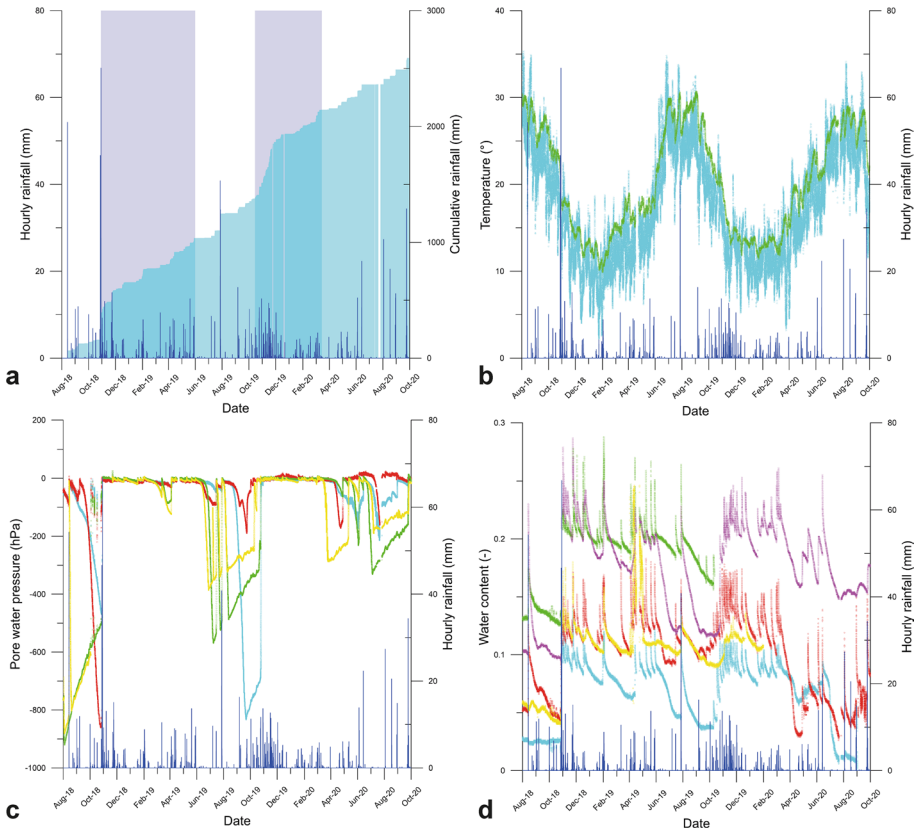 80
60
40
20
0
Hourly rainfall (mm)
3000
2000
1000
0
Cumulative rainfall (mm)
Aug-18
Oct-18
Dec-18
Feb-19
Apr-19
Jun-19
Aug-19
Oct-19
Dec-19
Feb-20
Apr-20
Jun-20
Aug-20
Oct-20
Date
a
40
30
20
10
0
Temperature (°)
80
60
40
20
0
Hourly rainfall (mm)
Aug-18
Oct-18
Dec-18
Feb-19
Apr-19
Jun-19
Aug-19
Oct-19
Dec-19
Feb-20
Apr-20
Jun-20
Aug-20
Oct-20
Date
b
200
0
-200
-400
-600
-800
-1000
Pore water pressure (hPa)
80
60
40
20
0
Hourly rainfall (mm)
Aug-18
Oct-18
Dec-18
Feb-19
Apr-19
Jun-19
Aug-19
Oct-19
Dec-19
Feb-20
Apr-20
Jun-20
Aug-20
Oct-20
Date
c
0.3
0.2
0.1
0
Water content (-)
80
60
40
20
0
Hourly rainfall (mm)
Aug-18
Oct-18
Dec-18
Feb-19
Apr-19
Jun-19
Aug-19
Oct-19
Dec-19
Feb-20
Apr-20
Jun-20
Aug-20
Oct-20
Date
d